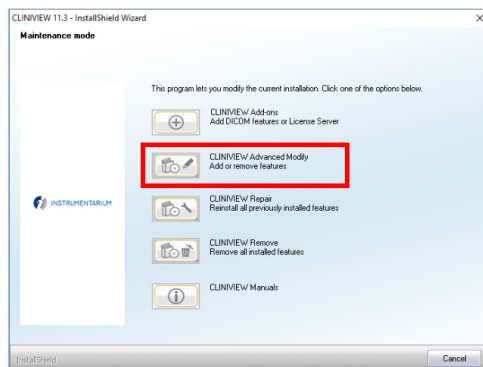 CLINIVIEW 11.3 - InstallShield Wizard
Maintenance mode
This program lets you modify the current installation. Click one of the options below.
CLINIVIEW Add-ons
Add DICOM features or License Server
CLINIVIEW Advanced Modify
Add or remove features
CLINIVIEW Repair
Reinstall all previously installed features
INSTRUMENTARIUM
CLINIVIEW Remove
Remove all installed features
CLINIVIEW Manuals
InstallShield
Cancel